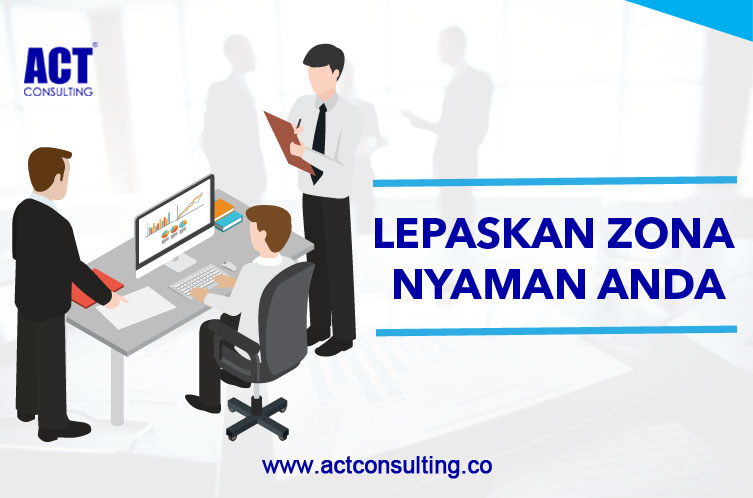 ACT®
CONSULTING
LEPASKAN ZONA
NYAMAN ANDA
www.actconsulting.co